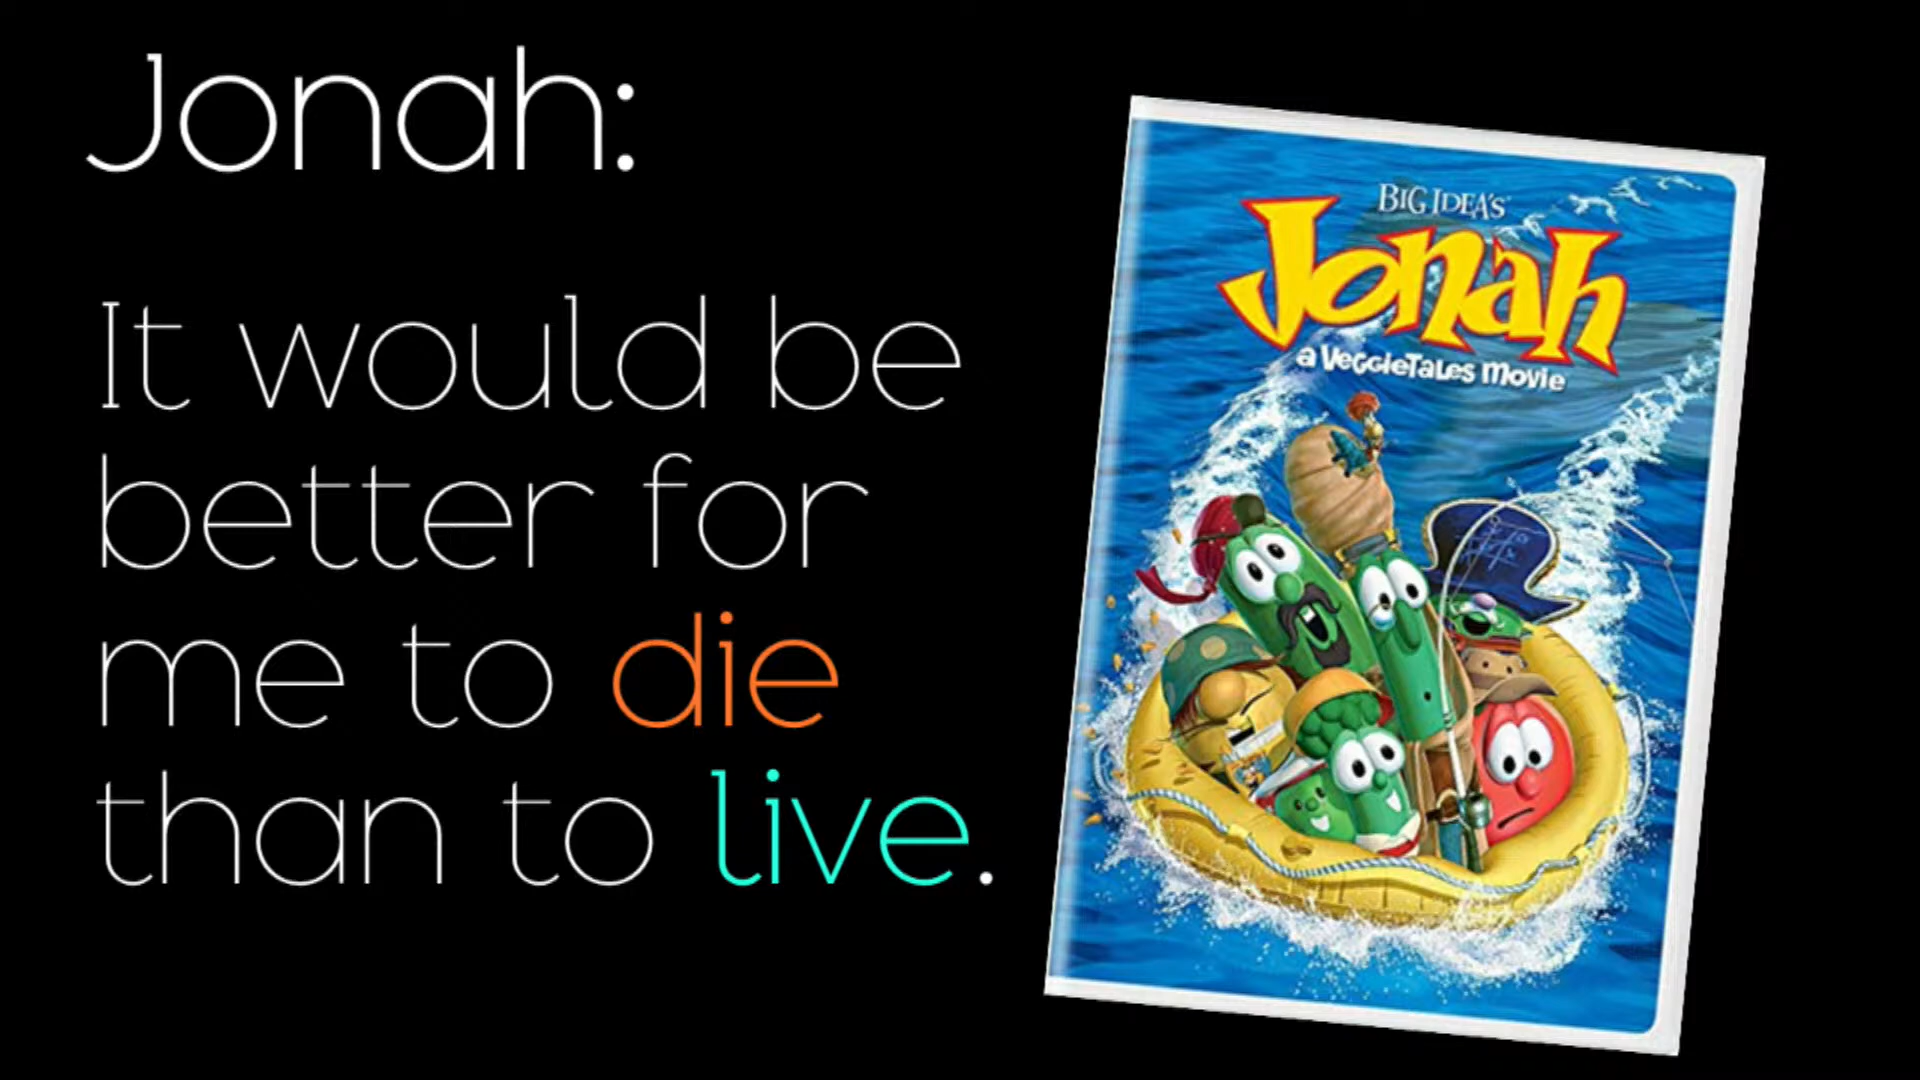 Jonah:
It would be
better for
me to die
than to live.
BIG IDEA'S
Jonah
a VeggieTales Movie